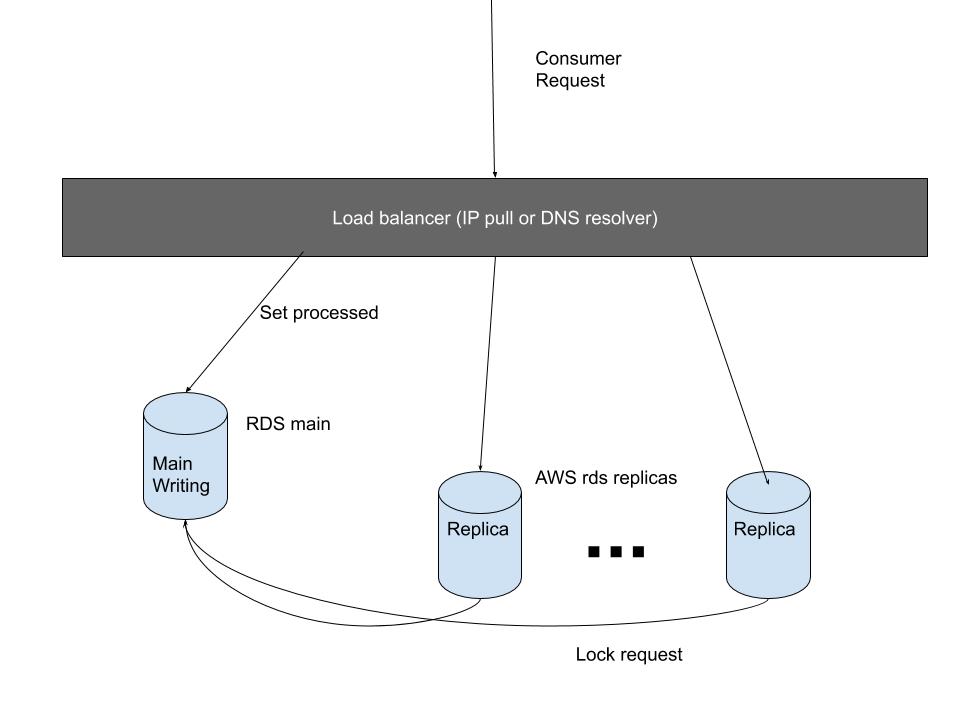 Consumer
Request
Load balancer (IP pull or DNS resolver)
Set processed
RDS main
Main
Writing
AWS rds replicas
Replica
Replica
Lock request